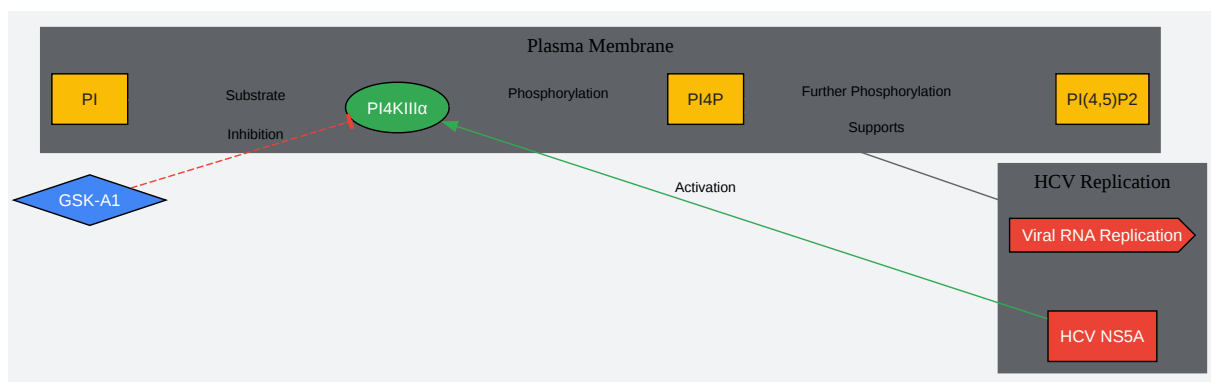 Plasma Membrane
PI
Substrate
PI4KIIIα
Phosphorylation
PI4P
Further Phosphorylation
PI(4,5)P2
Inhibition
Supports
GSK-A1
Activation
HCV Replication
Viral RNA Replication
HCV NS5A